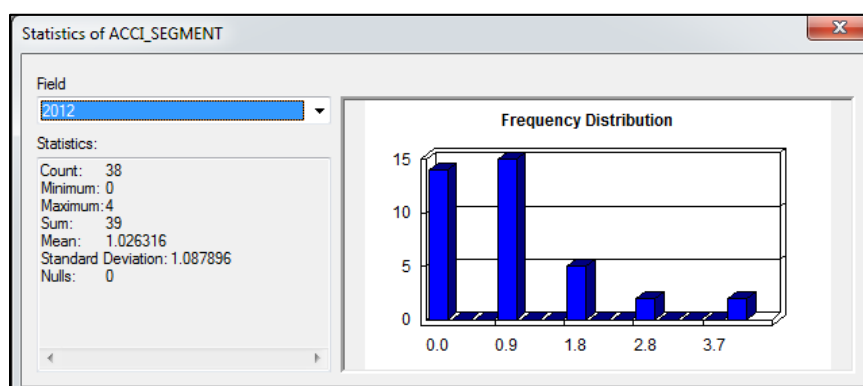 Statistics of ACCI_SEGMENT
Field
2012
Statistics:
Count: 38
Minimum: 0
Maximum:4
Sum: 39
Mean: 1.026316
Standard Deviation: 1.087896
Nulls: 0
Frequency Distribution
15
10
5
0
0.0 0.9 1.8 2.8 3.7